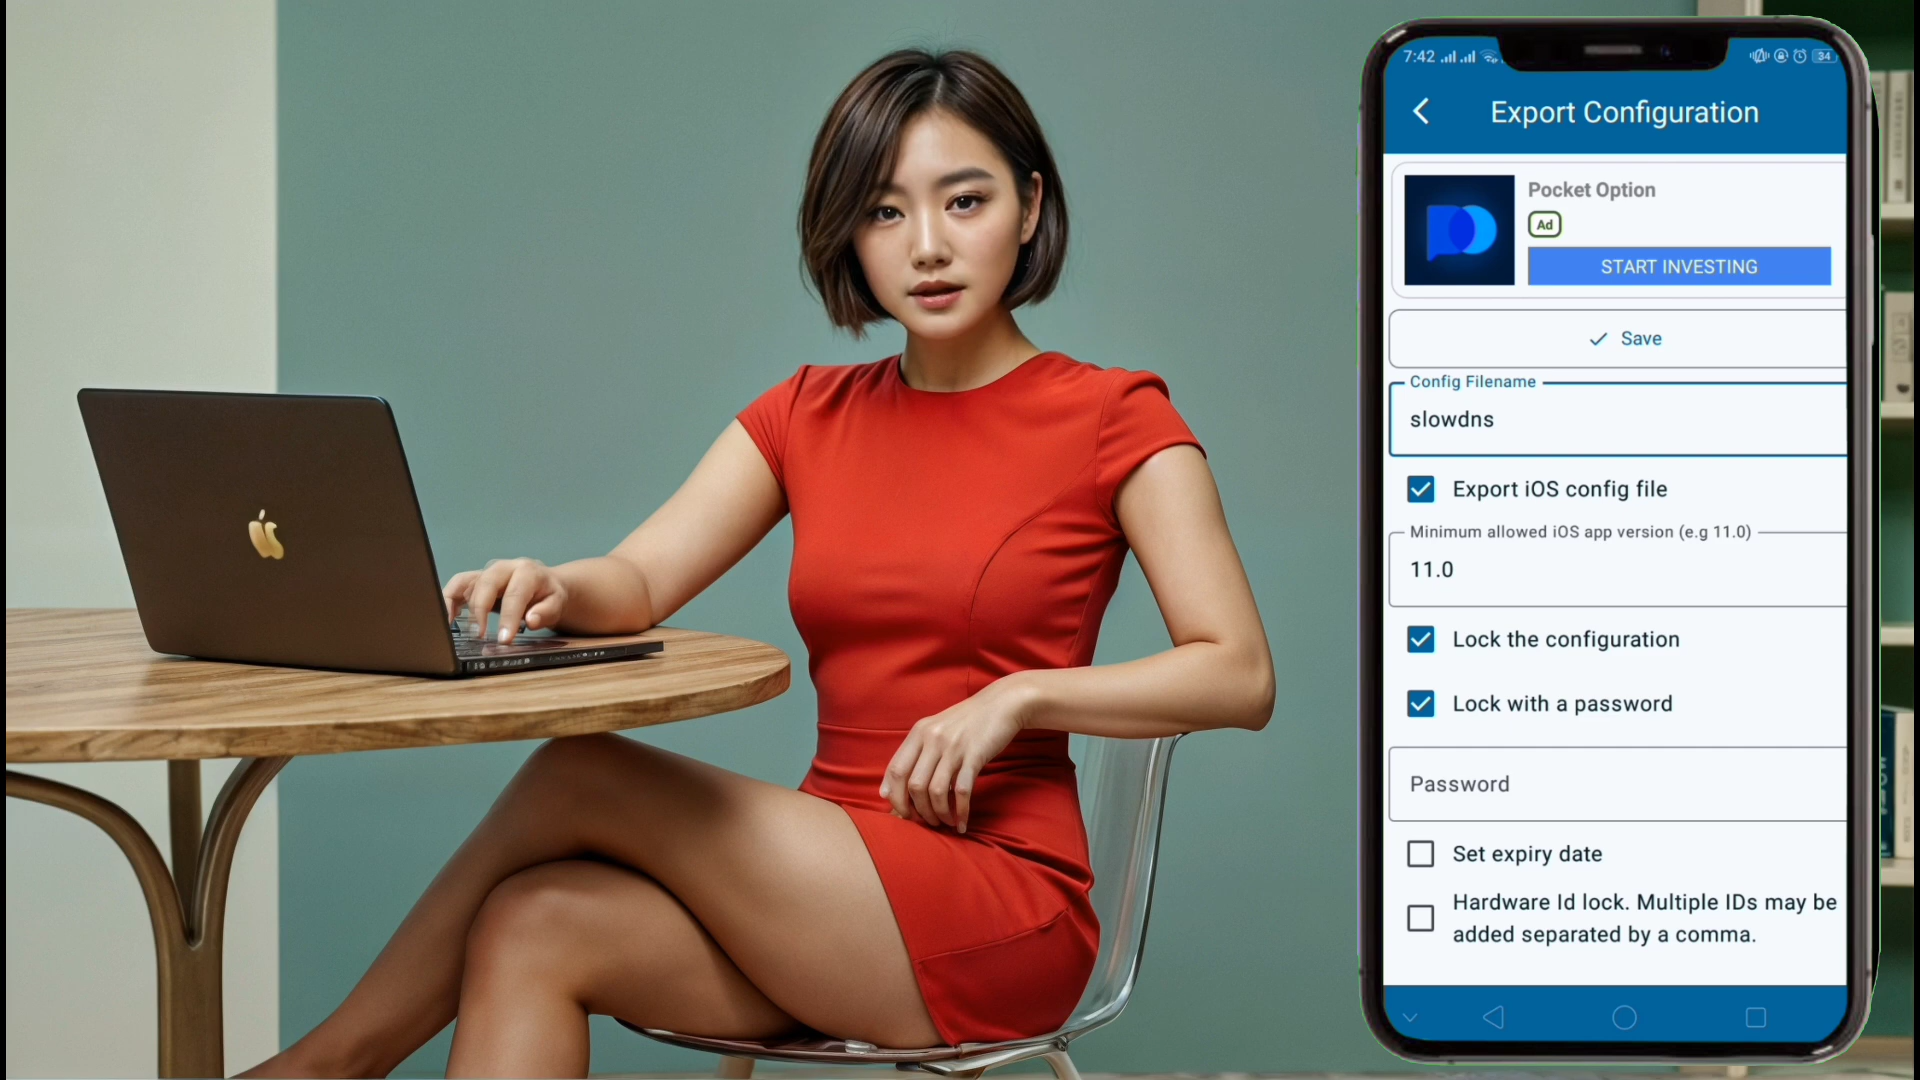 7:42
34
Export Configuration
Pocket Option
Ad
START INVESTING
Save
Config Filename
slowdns
Export iOS config file
Minimum allowed iOS app version (e.g 11.0)
11.0
Lock the configuration
Lock with a password
Password
Set expiry date
Hardware Id lock. Multiple IDs may be
added separated by a comma.